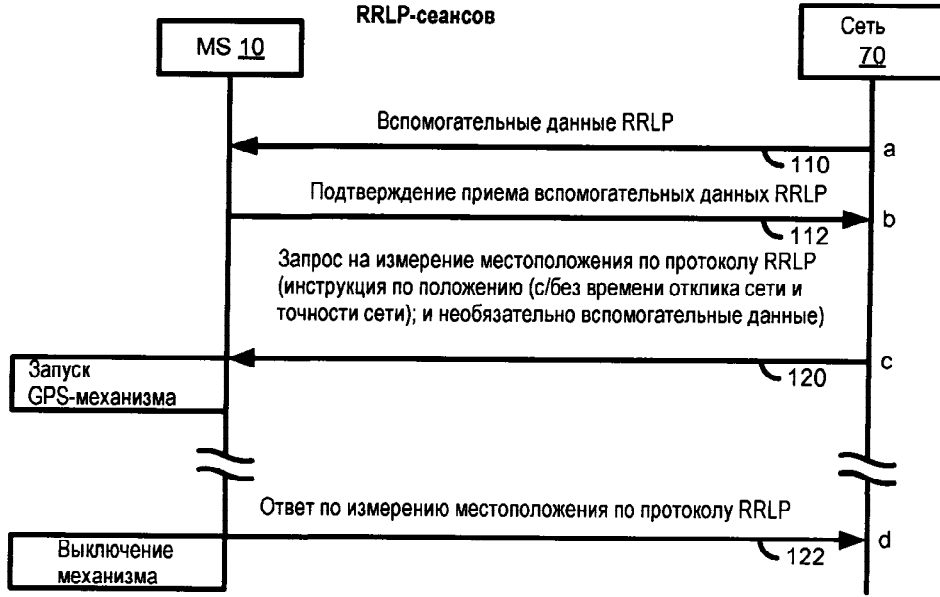 RRLP-сеансов
MS 10
Сеть
70
Вспомогательные данные RRLP
a
110
Подтверждение приема вспомогательных данных RRLP
b
112
Запрос на измерение местоположения по протоколу RRLP
(инструкция по положению (с/без времени отклика сети и
точности сети); и необязательно вспомогательные данные)
c
120
Запуск
GPS-механизма
Ответ по измерению местоположения по протоколу RRLP
d
122
Выключение
механизма